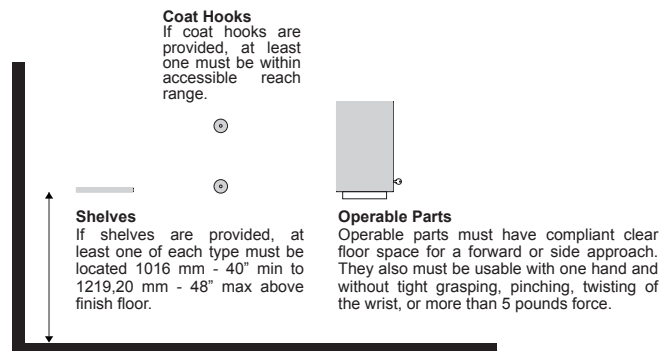 Coat Hooks
If coat hooks are
provided, at least
one must be within
accessible reach
range.
Shelves
If shelves are provided, at
least one of each type must be
located 1016 mm - 40” min to
1219,20 mm - 48” max above
finish floor.
Operable Parts
Operable parts must have compliant clear
floor space for a forward or side approach.
They also must be usable with one hand and
without tight grasping, pinching, twisting of
the wrist, or more than 5 pounds force.